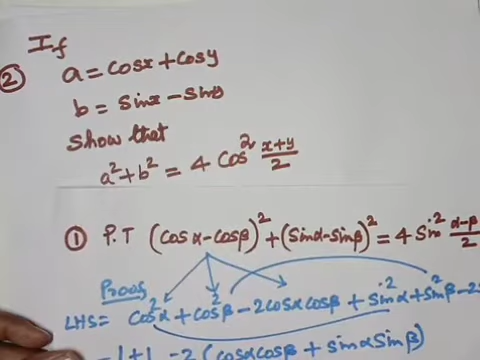 If
② a = cosx + cosy
b = sinx - siny
Show that
a² + b² = 4 Cos² x+y/2
① P.T (Cos α - cosβ)² + (Sinα - sinβ)² = 4 Sin² α-β/2
Proof
LHS = cos²α + cos²β - 2cosα cosβ + sin²α + sin²β - 2
= 1+1 - 2 (cosα cosβ + sinα Sinβ)